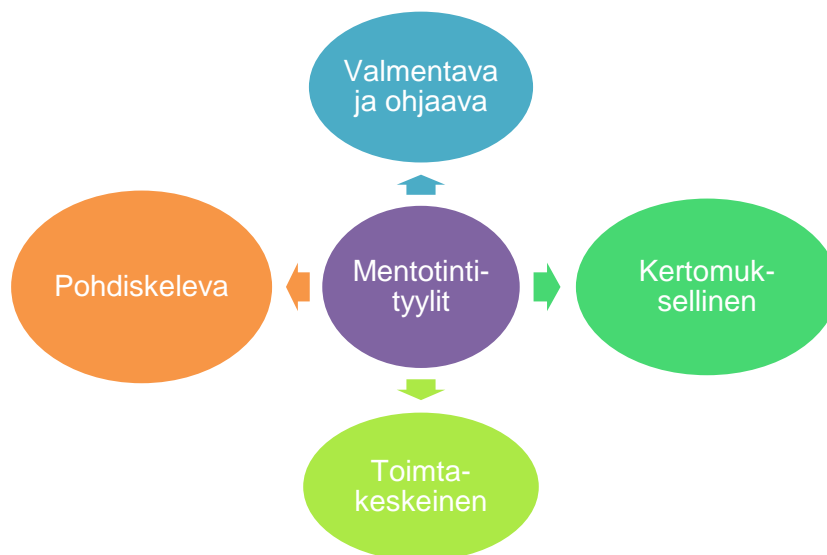 Valmentava
ja ohjaava
Pohdiskeleva
Mentotinti-
tyylit
Kertomuk-
sellinen
Toimta-
keskeinen